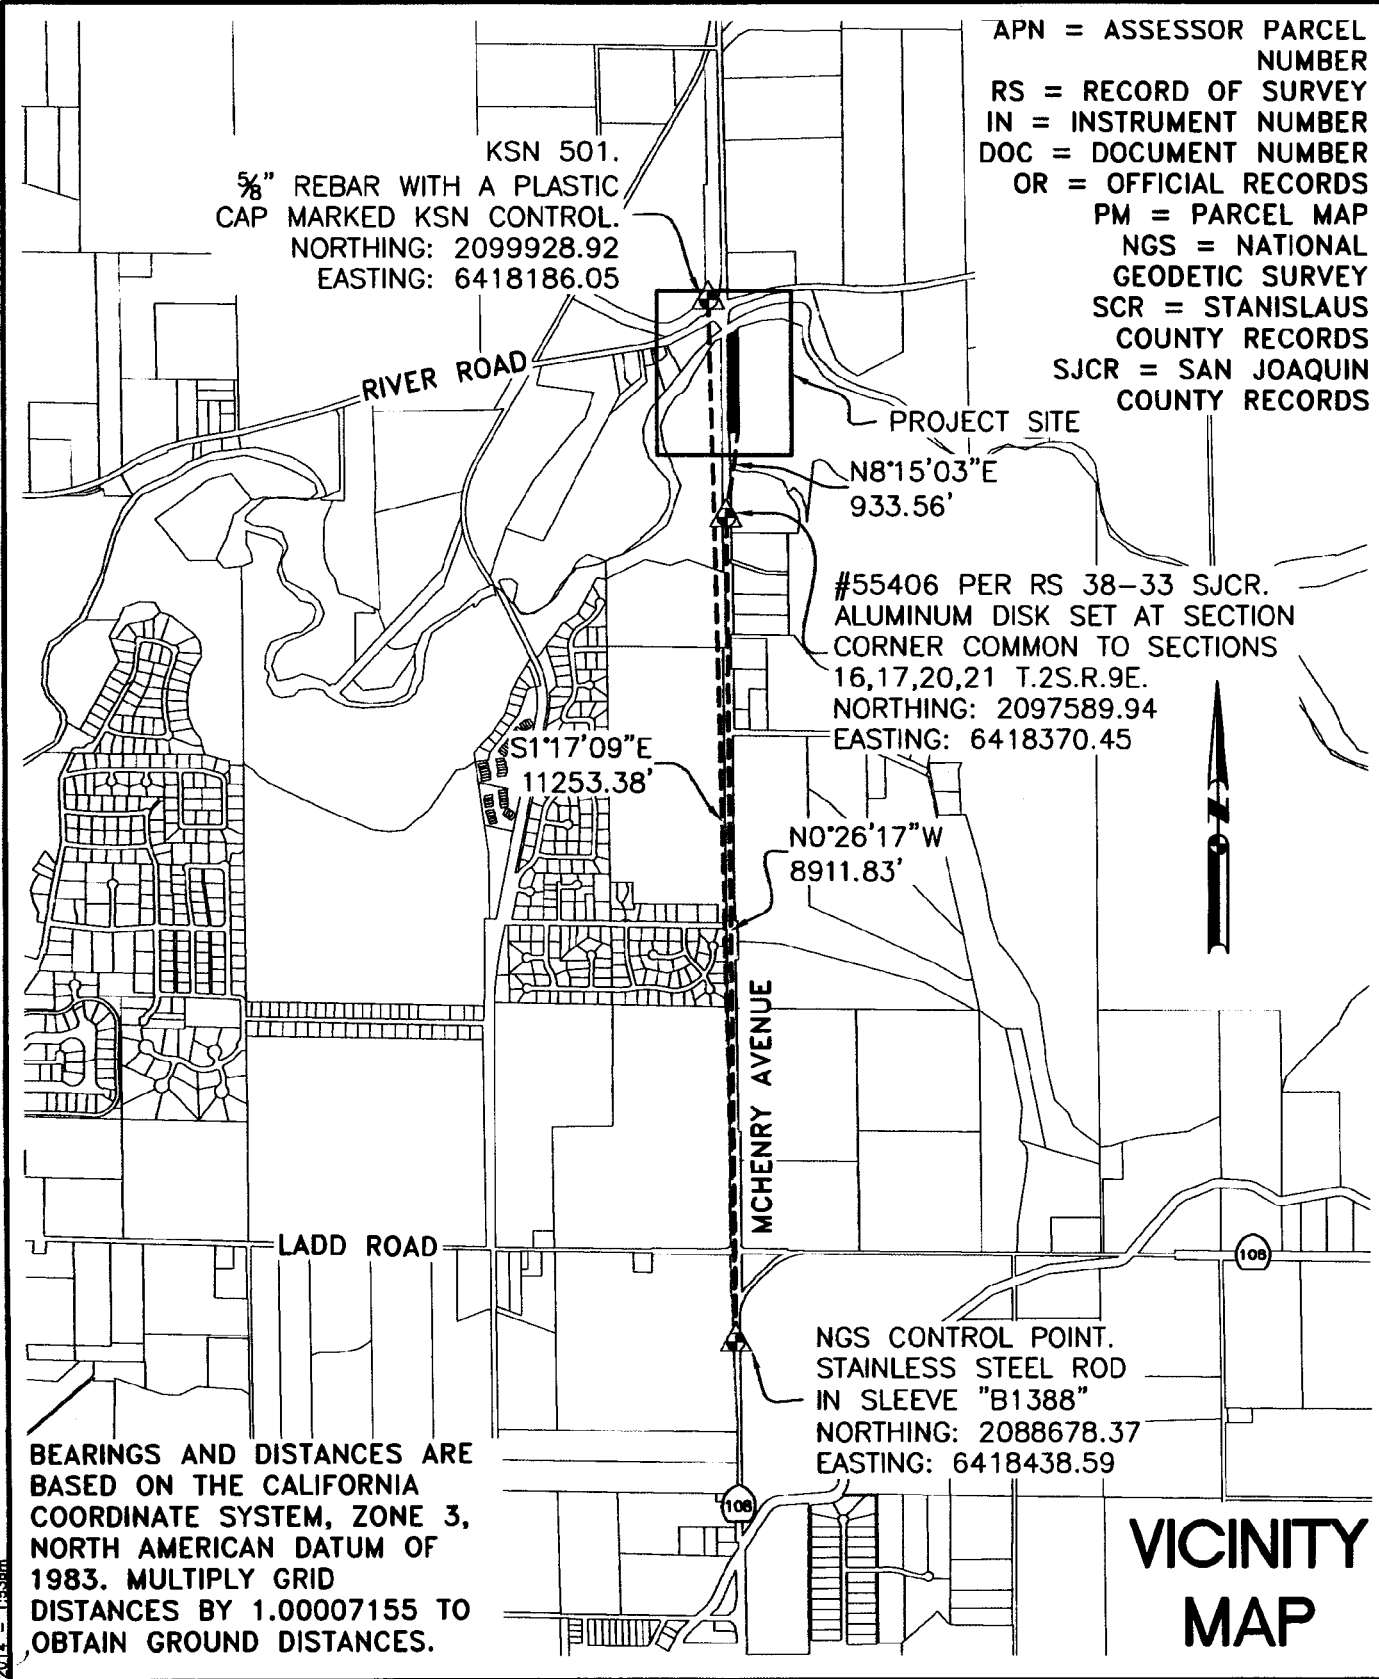 APN = ASSESSOR PARCEL
NUMBER
RS = RECORD OF SURVEY
IN = INSTRUMENT NUMBER
DOC = DOCUMENT NUMBER
OR = OFFICIAL RECORDS
PM = PARCEL MAP
NGS = NATIONAL
GEODETIC SURVEY
SCR = STANISLAUS
COUNTY RECORDS
SJCR = SAN JOAQUIN
COUNTY RECORDS
KSN 501.
5/8" REBAR WITH A PLASTIC
CAP MARKED KSN CONTROL.
NORTHING: 2099928.92
EASTING: 6418186.05
RIVER ROAD
PROJECT SITE
N8°15'03"E
933.56'
#55406 PER RS 38-33 SJCR.
ALUMINUM DISK SET AT SECTION
CORNER COMMON TO SECTIONS
16,17,20,21 T.2S.R.9E.
NORTHING: 2097589.94
EASTING: 6418370.45
S1°17'09"E
11253.38'
N0°26'17"W
8911.83'
N
MCHENRY AVENUE
LADD ROAD
108
NGS CONTROL POINT.
STAINLESS STEEL ROD
IN SLEEVE "B1388"
NORTHING: 2088678.37
EASTING: 6418438.59
108
BEARINGS AND DISTANCES ARE
BASED ON THE CALIFORNIA
COORDINATE SYSTEM, ZONE 3,
NORTH AMERICAN DATUM OF
1983. MULTIPLY GRID
DISTANCES BY 1.00007155 TO
OBTAIN GROUND DISTANCES.
VICINITY
MAP